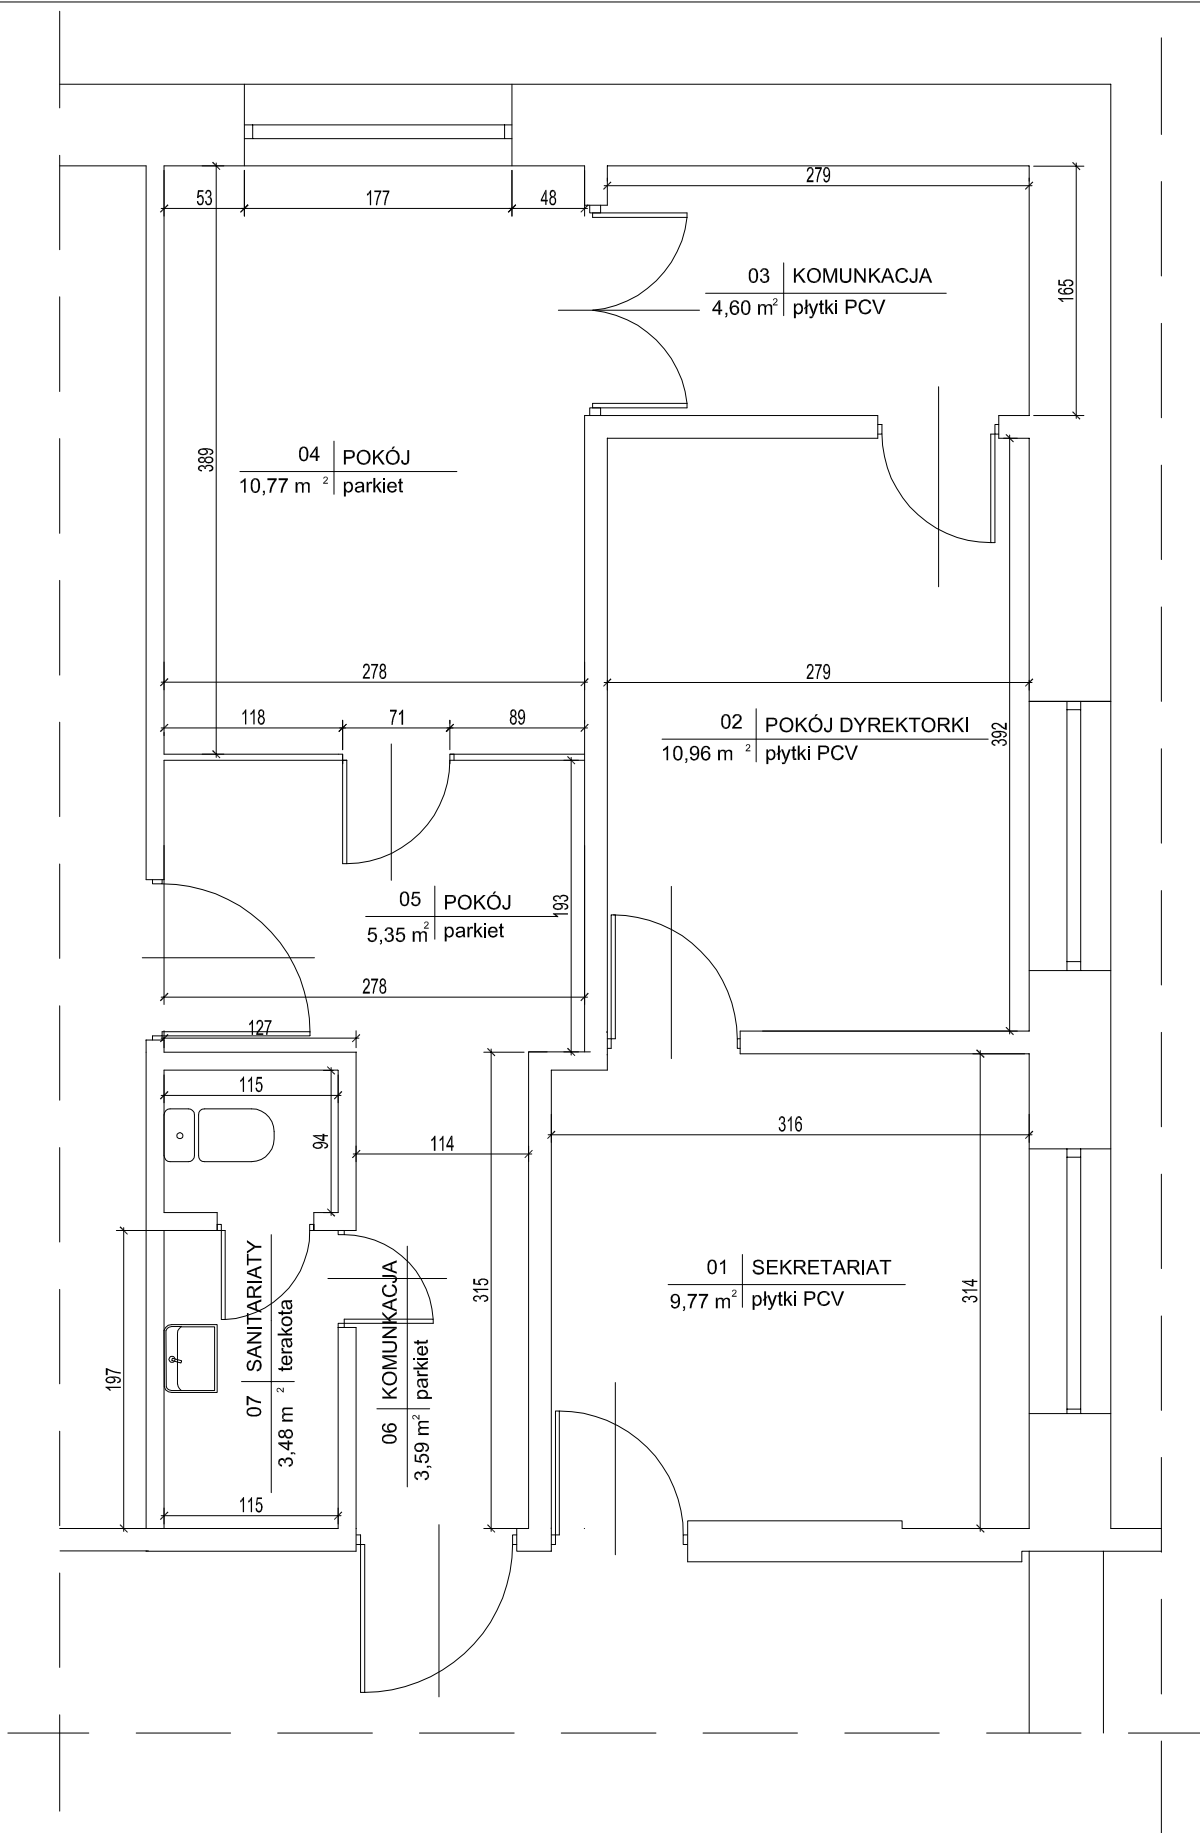 279
53 177 48
03 KOMUNKACJA
4,60 m² płytki PCV
165
389
04 POKÓJ
10,77 m ² parkiet
278
279
118 71 89
02 POKÓJ DYREKTORKI
10,96 m ² płytki PCV
392
05 POKÓJ
5,35 m² parkiet
193
278
127
115
94
114
316
315
314
01 SEKRETARIAT
9,77 m² płytki PCV
197
07 SANITARIATY
3,48 m ² terakota
06 KOMUNKACJA
3,59 m² parkiet
115